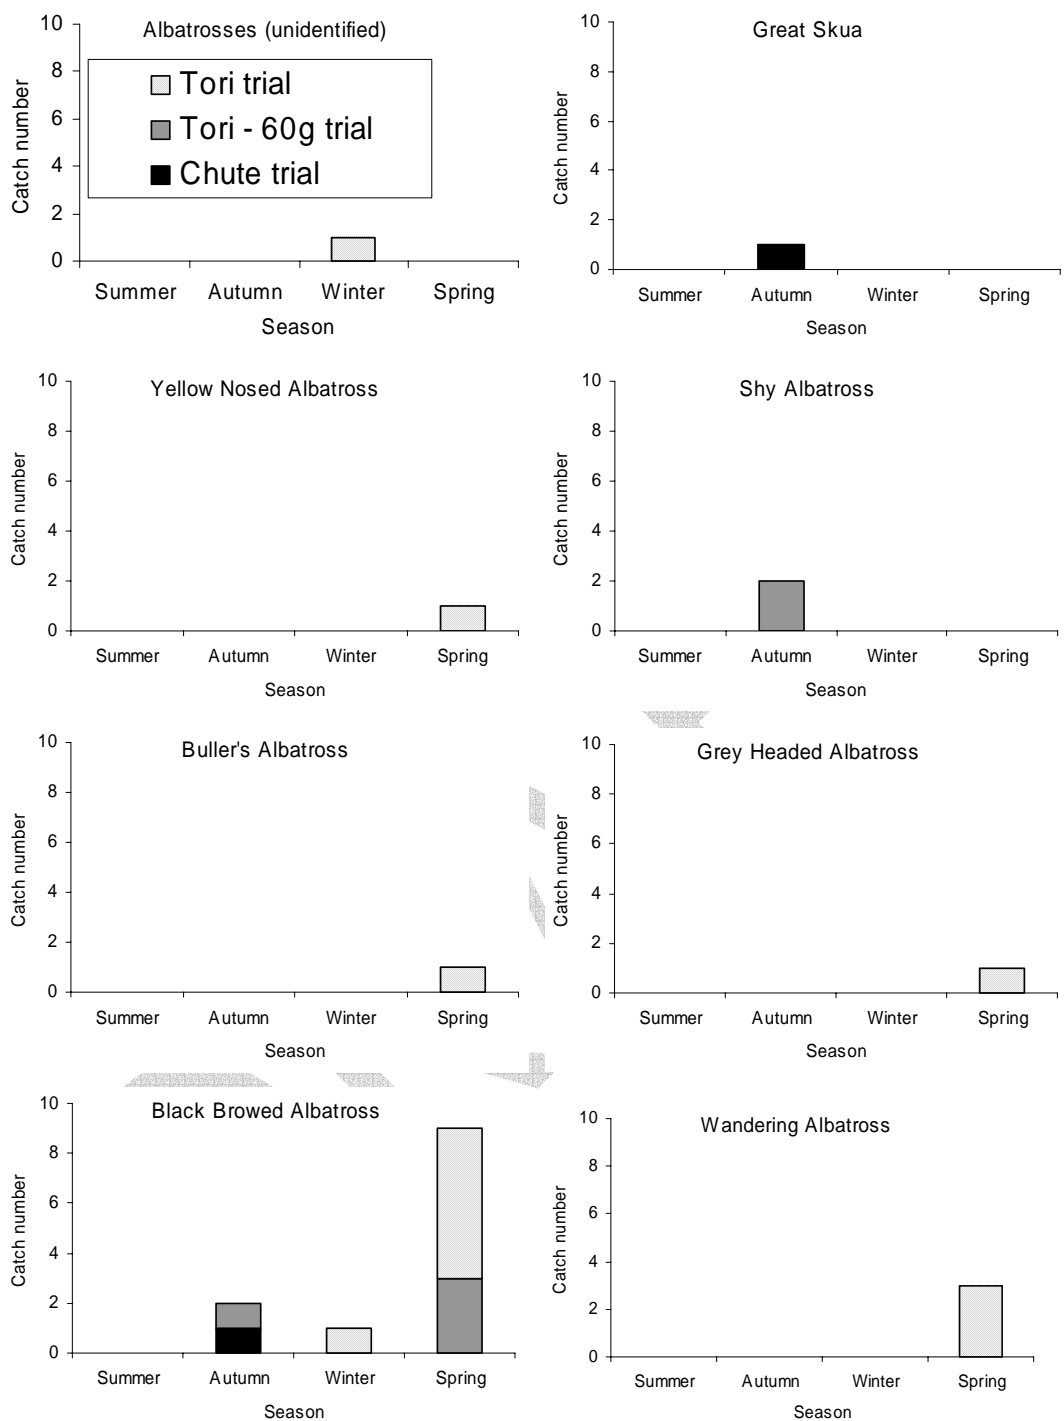 Albatrosses (unidentified)
Tori trial
Tori - 60g trial
Chute trial
Catch number
10
8
6
4
2
0
Summer Autumn Winter Spring
Season
Great Skua
Catch number
10
8
6
4
2
0
Summer Autumn Winter Spring
Season
Yellow Nosed Albatross
Catch number
10
8
6
4
2
0
Summer Autumn Winter Spring
Season
Shy Albatross
Catch number
10
8
6
4
2
0
Summer Autumn Winter Spring
Season
Buller's Albatross
Catch number
10
8
6
4
2
0
Summer Autumn Winter Spring
Season
Grey Headed Albatross
Catch number
10
8
6
4
2
0
Summer Autumn Winter Spring
Season
Black Browed Albatross
Catch number
10
8
6
4
2
0
Summer Autumn Winter Spring
Season
Wandering Albatross
Catch number
10
8
6
4
2
0
Summer Autumn Winter Spring
Season